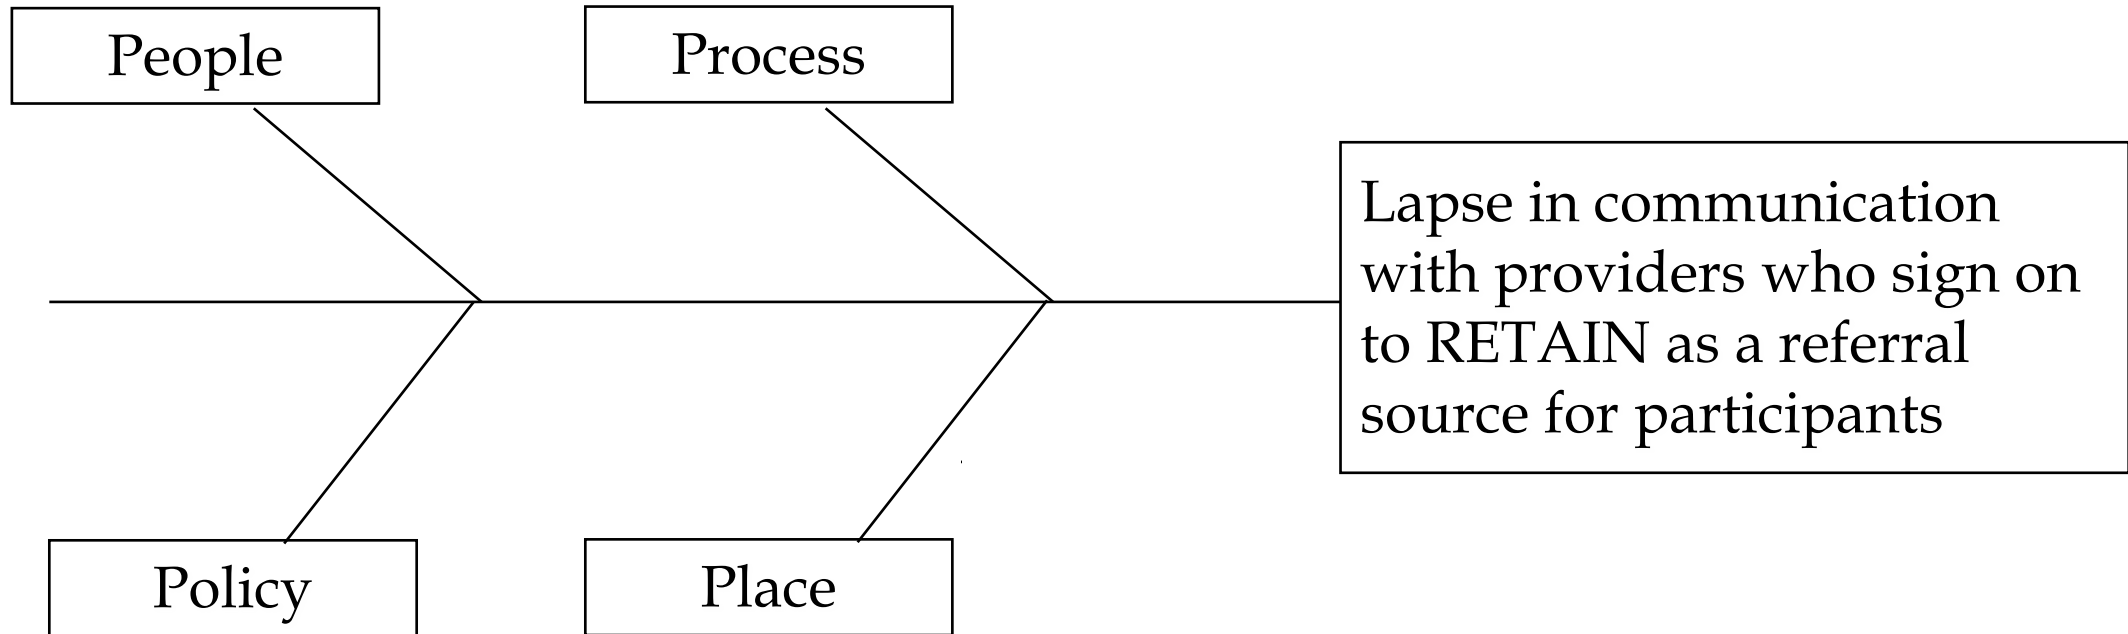 People
Process
Lapse in communication
with providers who sign on
to RETAIN as a referral
source for participants
Policy
Place